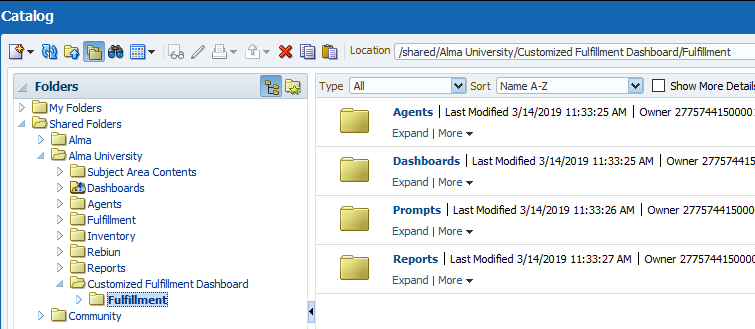 Catalog
Location /shared/Alma University/Customized Fulfillment Dashboard/Fulfillment
Folders
My Folders
Shared Folders
Alma
Alma University
Subject Area Contents
Dashboards
Agents
Fulfillment
Inventory
Rebiun
Reports
Customized Fulfillment Dashboard
Fulfillment
Community
Type All Sort Name A-Z Show More Details
Agents | Last Modified 3/14/2019 11:33:25 AM | Owner 2775744150001
Expand | More
Dashboards | Last Modified 3/14/2019 11:33:25 AM | Owner 277574415
Expand | More
Prompts | Last Modified 3/14/2019 11:33:26 AM | Owner 277574415000
Expand | More
Reports | Last Modified 3/14/2019 11:33:27 AM | Owner 277574415000
Expand | More